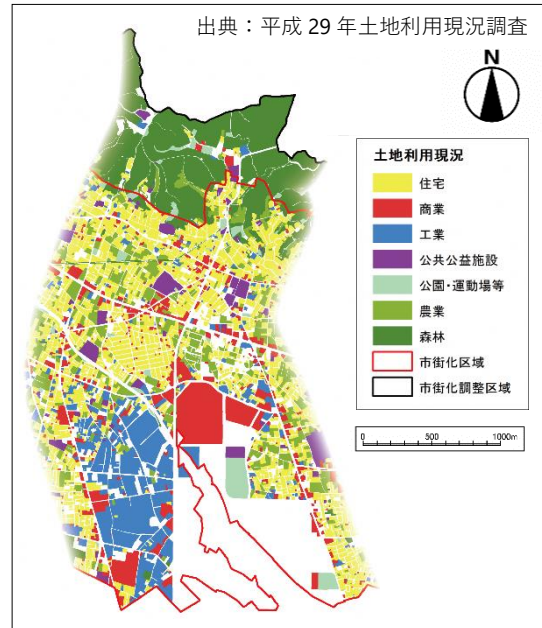 出典：平成 29 年土地利用現況調査
N
土地利用現況
住宅
商業
工業
公共公益施設
公園・運動場等
農業
森林
市街化区域
市街化調整区域
0 500 1000m